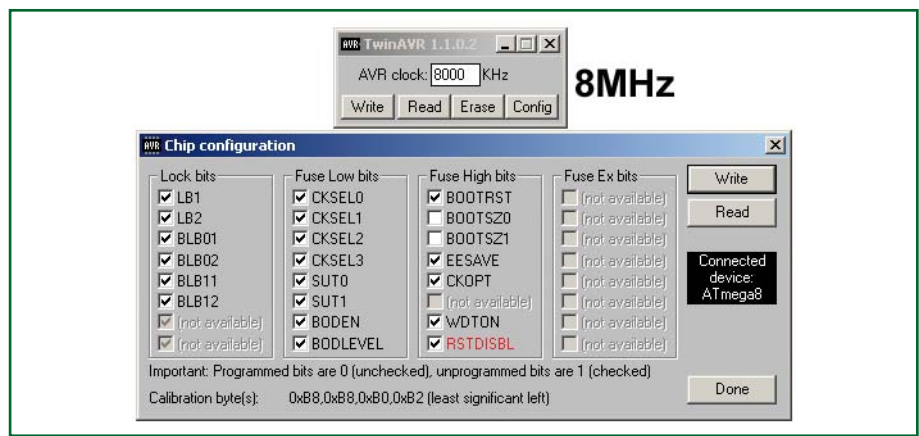 AVR TwinAVR 1.1.0.2
AVR clock: 8000 KHz
Write Read Erase Config
8MHz
AVR Chip configuration
Lock bits
LB1
LB2
BLB01
BLB02
BLB11
BLB12
(not available)
(not available)
Fuse Low bits
CKSEL0
CKSEL1
CKSEL2
CKSEL3
SUT0
SUT1
BODEN
BODLEVEL
Fuse High bits
BOOTRST
BOOTSZ0
BOOTSZ1
EESAVE
CKOPT
(not available)
WDTON
RSTDISBL
Fuse Ex bits
(not available)
(not available)
(not available)
(not available)
(not available)
(not available)
(not available)
(not available)
Write
Read
Connected
device:
ATmega8
Important: Programmed bits are 0 (unchecked), unprogrammed bits are 1 (checked)
Calibration byte(s): 0xB8,0xB8,0xB0,0xB2 (least significant left)
Done